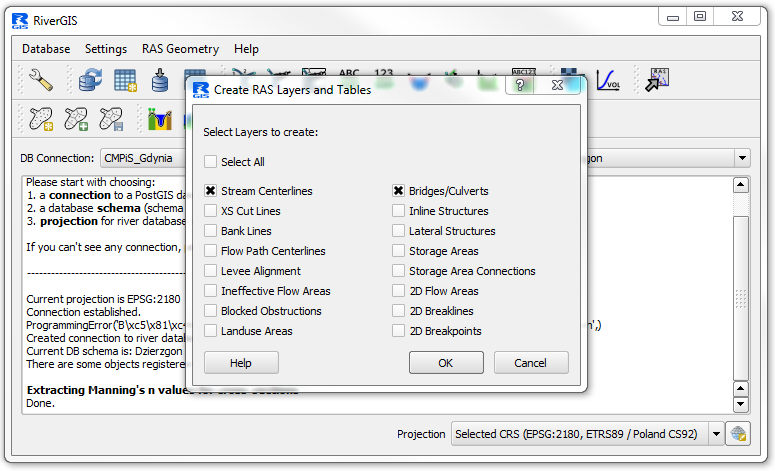 RiverGIS
Database Settings RAS Geometry Help
ABC 123 ABC123 VOL RAS
DB Connection: CMPiS_Gdynia
Please start with choosing:
1. a connection to a PostGIS
2. a database schema (schema
3. projection for river database
If you can't see any connection,
Current projection is EPSG:2180
Connection established.
ProgrammingError('B\xc5\x81\
Created connection to river
Current DB schema is: Dzierzgon
There are some objects
Extracting Manning's n values for cross-sections
Done.
Projection Selected CRS (EPSG:2180, ETRS89 / Poland CS92)
Create RAS Layers and Tables
Select Layers to create:
Select All
Stream Centerlines Bridges/Culverts
XS Cut Lines Inline Structures
Bank Lines Lateral Structures
Flow Path Centerlines Storage Areas
Levee Alignment Storage Area Connections
Ineffective Flow Areas 2D Flow Areas
Blocked Obstructions 2D Breaklines
Landuse Areas 2D Breakpoints
Help OK Cancel